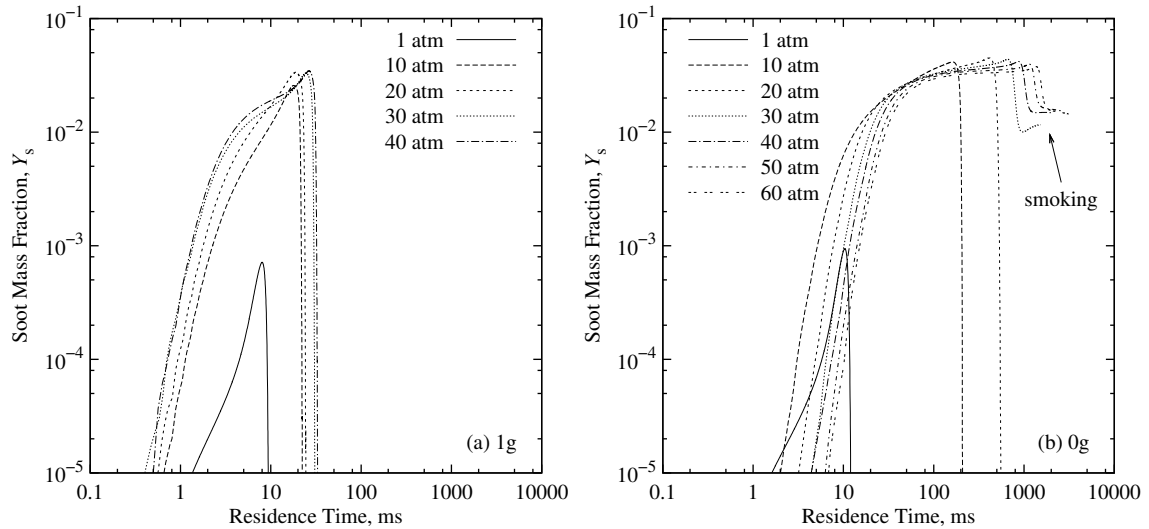 Soot Mass Fraction, Yₛ
10⁻¹
10⁻²
10⁻³
10⁻⁴
10⁻⁵
1 atm
10 atm
20 atm
30 atm
40 atm
(a) 1g
0.1 1 10 100 1000 10000
Residence Time, ms
Soot Mass Fraction, Yₛ
10⁻¹
10⁻²
10⁻³
10⁻⁴
10⁻⁵
1 atm
10 atm
20 atm
30 atm
40 atm
50 atm
60 atm
smoking
(b) 0g
0.1 1 10 100 1000 10000
Residence Time, ms